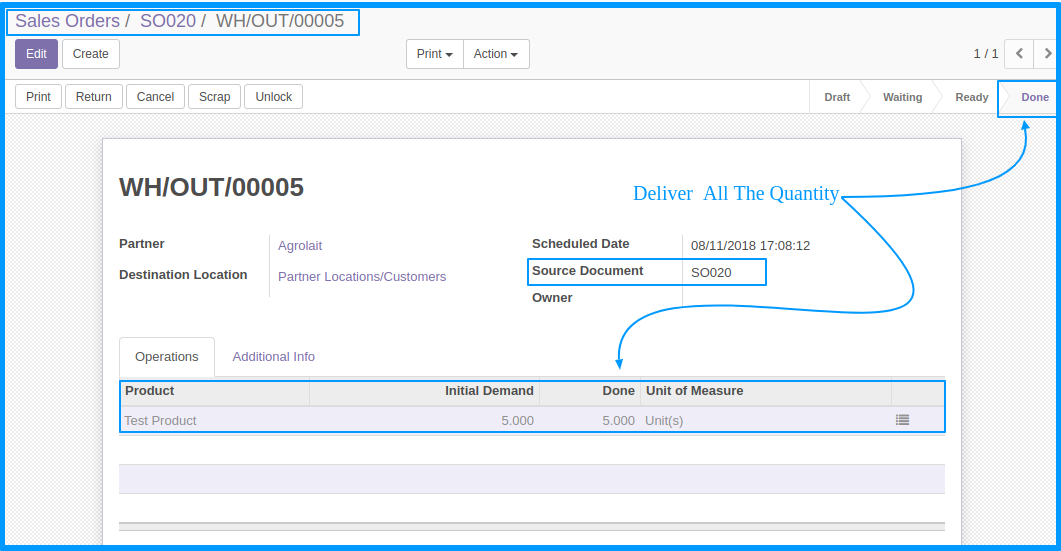 Sales Orders / SO020 / WH/OUT/00005
Edit Create Print Action 1 / 1
Print Return Cancel Scrap Unlock Draft Waiting Ready Done
WH/OUT/00005
Deliver All The Quantity
Partner Agrolait
Destination Location Partner Locations/Customers
Scheduled Date 08/11/2018 17:08:12
Source Document SO020
Owner
Operations Additional Info
Product Initial Demand Done Unit of Measure
Test Product 5.000 5.000 Unit(s)